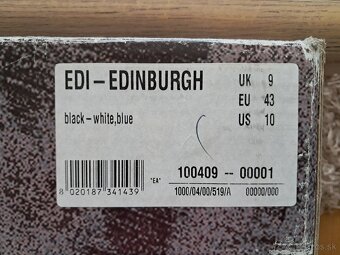 EDI-EDINBURGH
UK 9
EU 43
US 10
black-white,blue
"EA"
100409 -- 00001
8 020187 341439
1000/04/00/519/A 00000/000